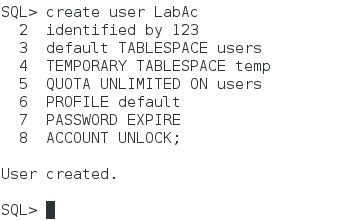 SQL> create user LabAc
2 identified by 123
3 default TABLESPACE users
4 TEMPORARY TABLESPACE temp
5 QUOTA UNLIMITED ON users
6 PROFILE default
7 PASSWORD EXPIRE
8 ACCOUNT UNLOCK;
User created.
SQL>